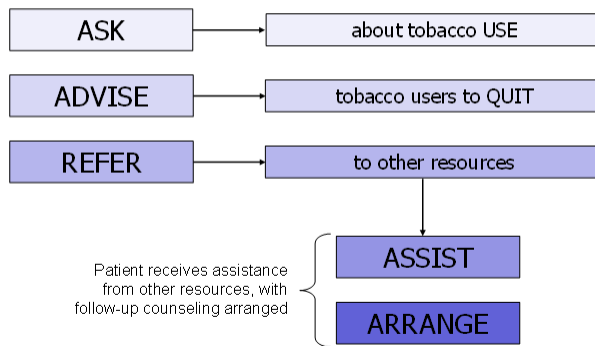 ASK
about tobacco USE
ADVISE
tobacco users to QUIT
REFER
to other resources
ASSIST
Patient receives assistance
from other resources, with
follow-up counseling arranged
ARRANGE